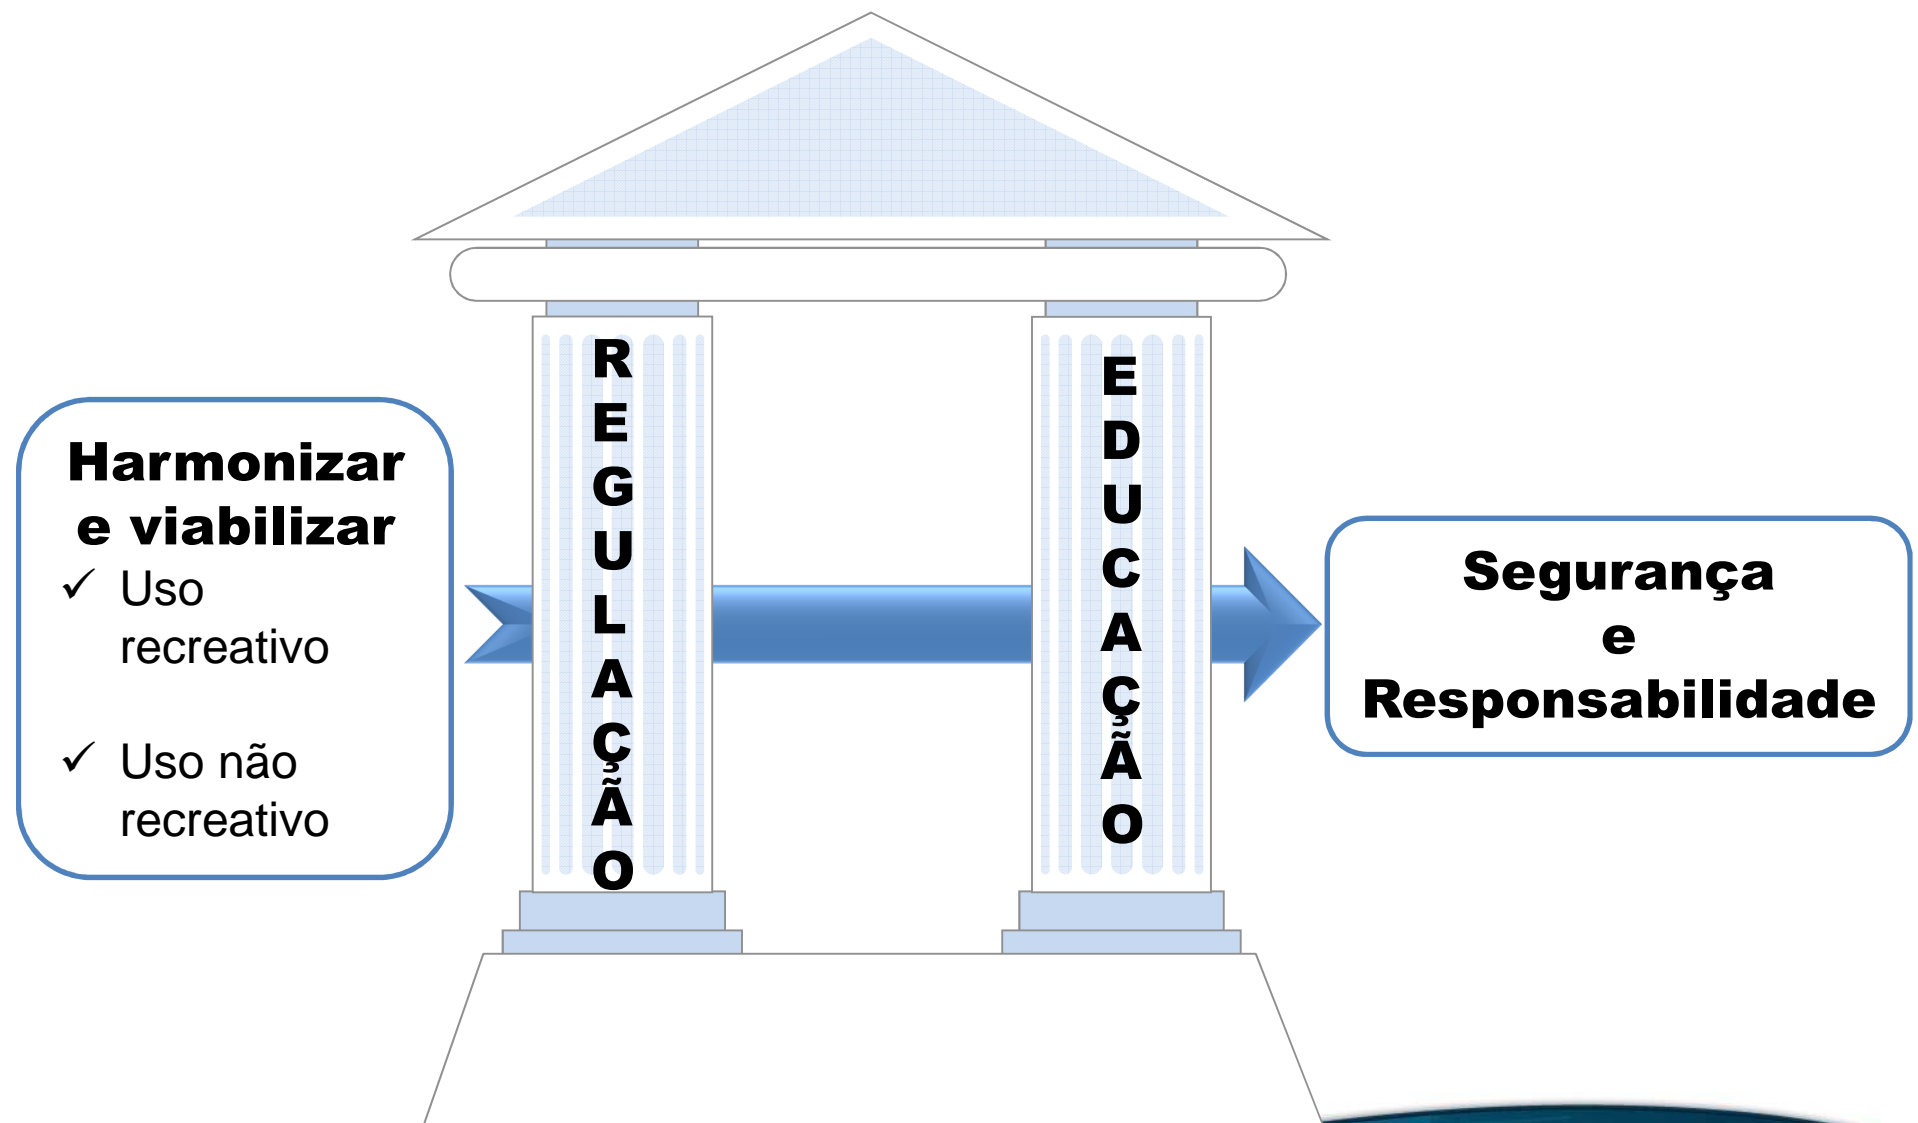 Harmonizar
e viabilizar
✓ Uso
recreativo
✓ Uso não
recreativo
REGULAÇÃO
EDUCAÇÃO
Segurança
e
Responsabilidade